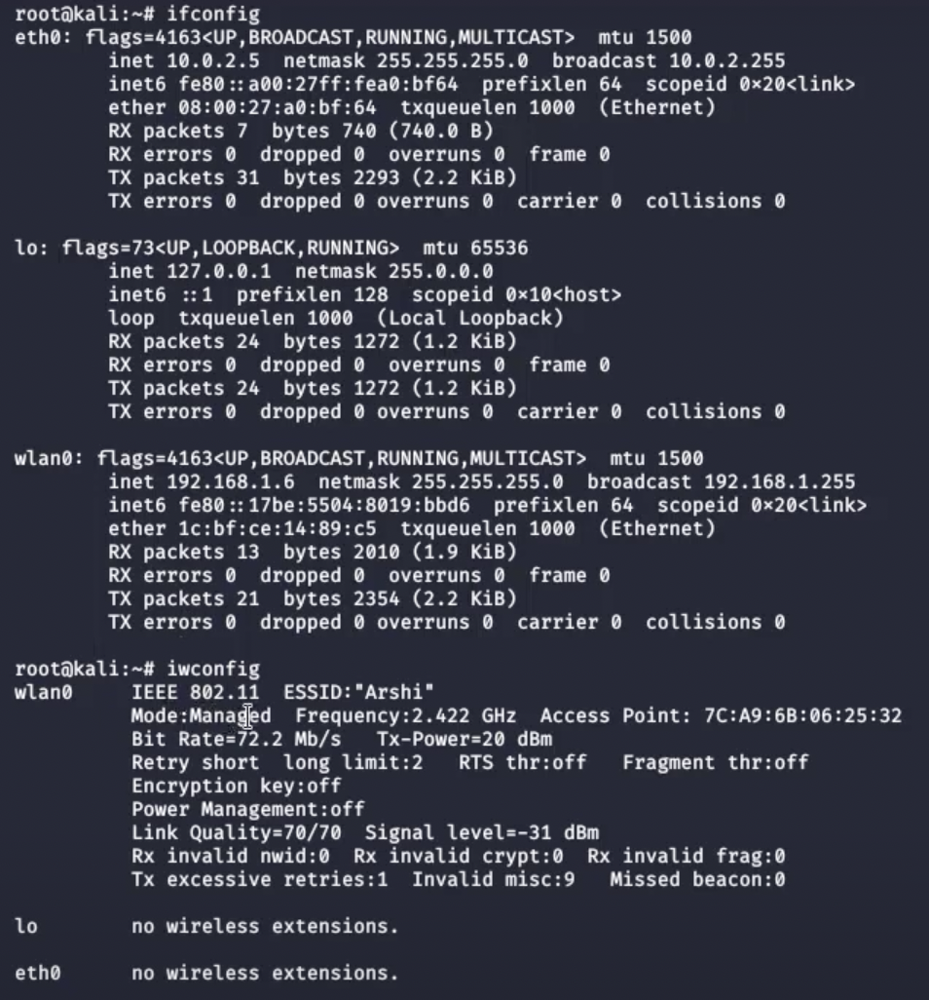 root@kali:~# ifconfig
eth0: flags=4163<UP,BROADCAST,RUNNING,MULTICAST>  mtu 1500
        inet 10.0.2.5  netmask 255.255.255.0  broadcast 10.0.2.255
        inet6 fe80::a00:27ff:fea0:bf64  prefixlen 64  scopeid 0×20<link>
        ether 08:00:27:a0:bf:64  txqueuelen 1000  (Ethernet)
        RX packets 7  bytes 740 (740.0 B)
        RX errors 0  dropped 0  overruns 0  frame 0
        TX packets 31  bytes 2293 (2.2 KiB)
        TX errors 0  dropped 0 overruns 0  carrier 0  collisions 0

lo: flags=73<UP,LOOPBACK,RUNNING>  mtu 65536
        inet 127.0.0.1  netmask 255.0.0.0
        inet6 ::1  prefixlen 128  scopeid 0×10<host>
        loop  txqueuelen 1000  (Local Loopback)
        RX packets 24  bytes 1272 (1.2 KiB)
        RX errors 0  dropped 0  overruns 0  frame 0
        TX packets 24  bytes 1272 (1.2 KiB)
        TX errors 0  dropped 0 overruns 0  carrier 0  collisions 0

wlan0: flags=4163<UP,BROADCAST,RUNNING,MULTICAST>  mtu 1500
        inet 192.168.1.6  netmask 255.255.255.0  broadcast 192.168.1.255
        inet6 fe80::17be:5504:8019:bbd6  prefixlen 64  scopeid 0×20<link>
        ether 1c:bf:ce:14:89:c5  txqueuelen 1000  (Ethernet)
        RX packets 13  bytes 2010 (1.9 KiB)
        RX errors 0  dropped 0  overruns 0  frame 0
        TX packets 21  bytes 2354 (2.2 KiB)
        TX errors 0  dropped 0 overruns 0  carrier 0  collisions 0

root@kali:~# iwconfig
wlan0     IEEE 802.11  ESSID:"Arshi"
          Mode:Managed  Frequency:2.422 GHz  Access Point: 7C:A9:6B:06:25:32
          Bit Rate=72.2 Mb/s   Tx-Power=20 dBm
          Retry short  long limit:2   RTS thr:off   Fragment thr:off
          Encryption key:off
          Power Management:off
          Link Quality=70/70  Signal level=-31 dBm
          Rx invalid nwid:0  Rx invalid crypt:0  Rx invalid frag:0
          Tx excessive retries:1  Invalid misc:9   Missed beacon:0

lo        no wireless extensions.

eth0      no wireless extensions.